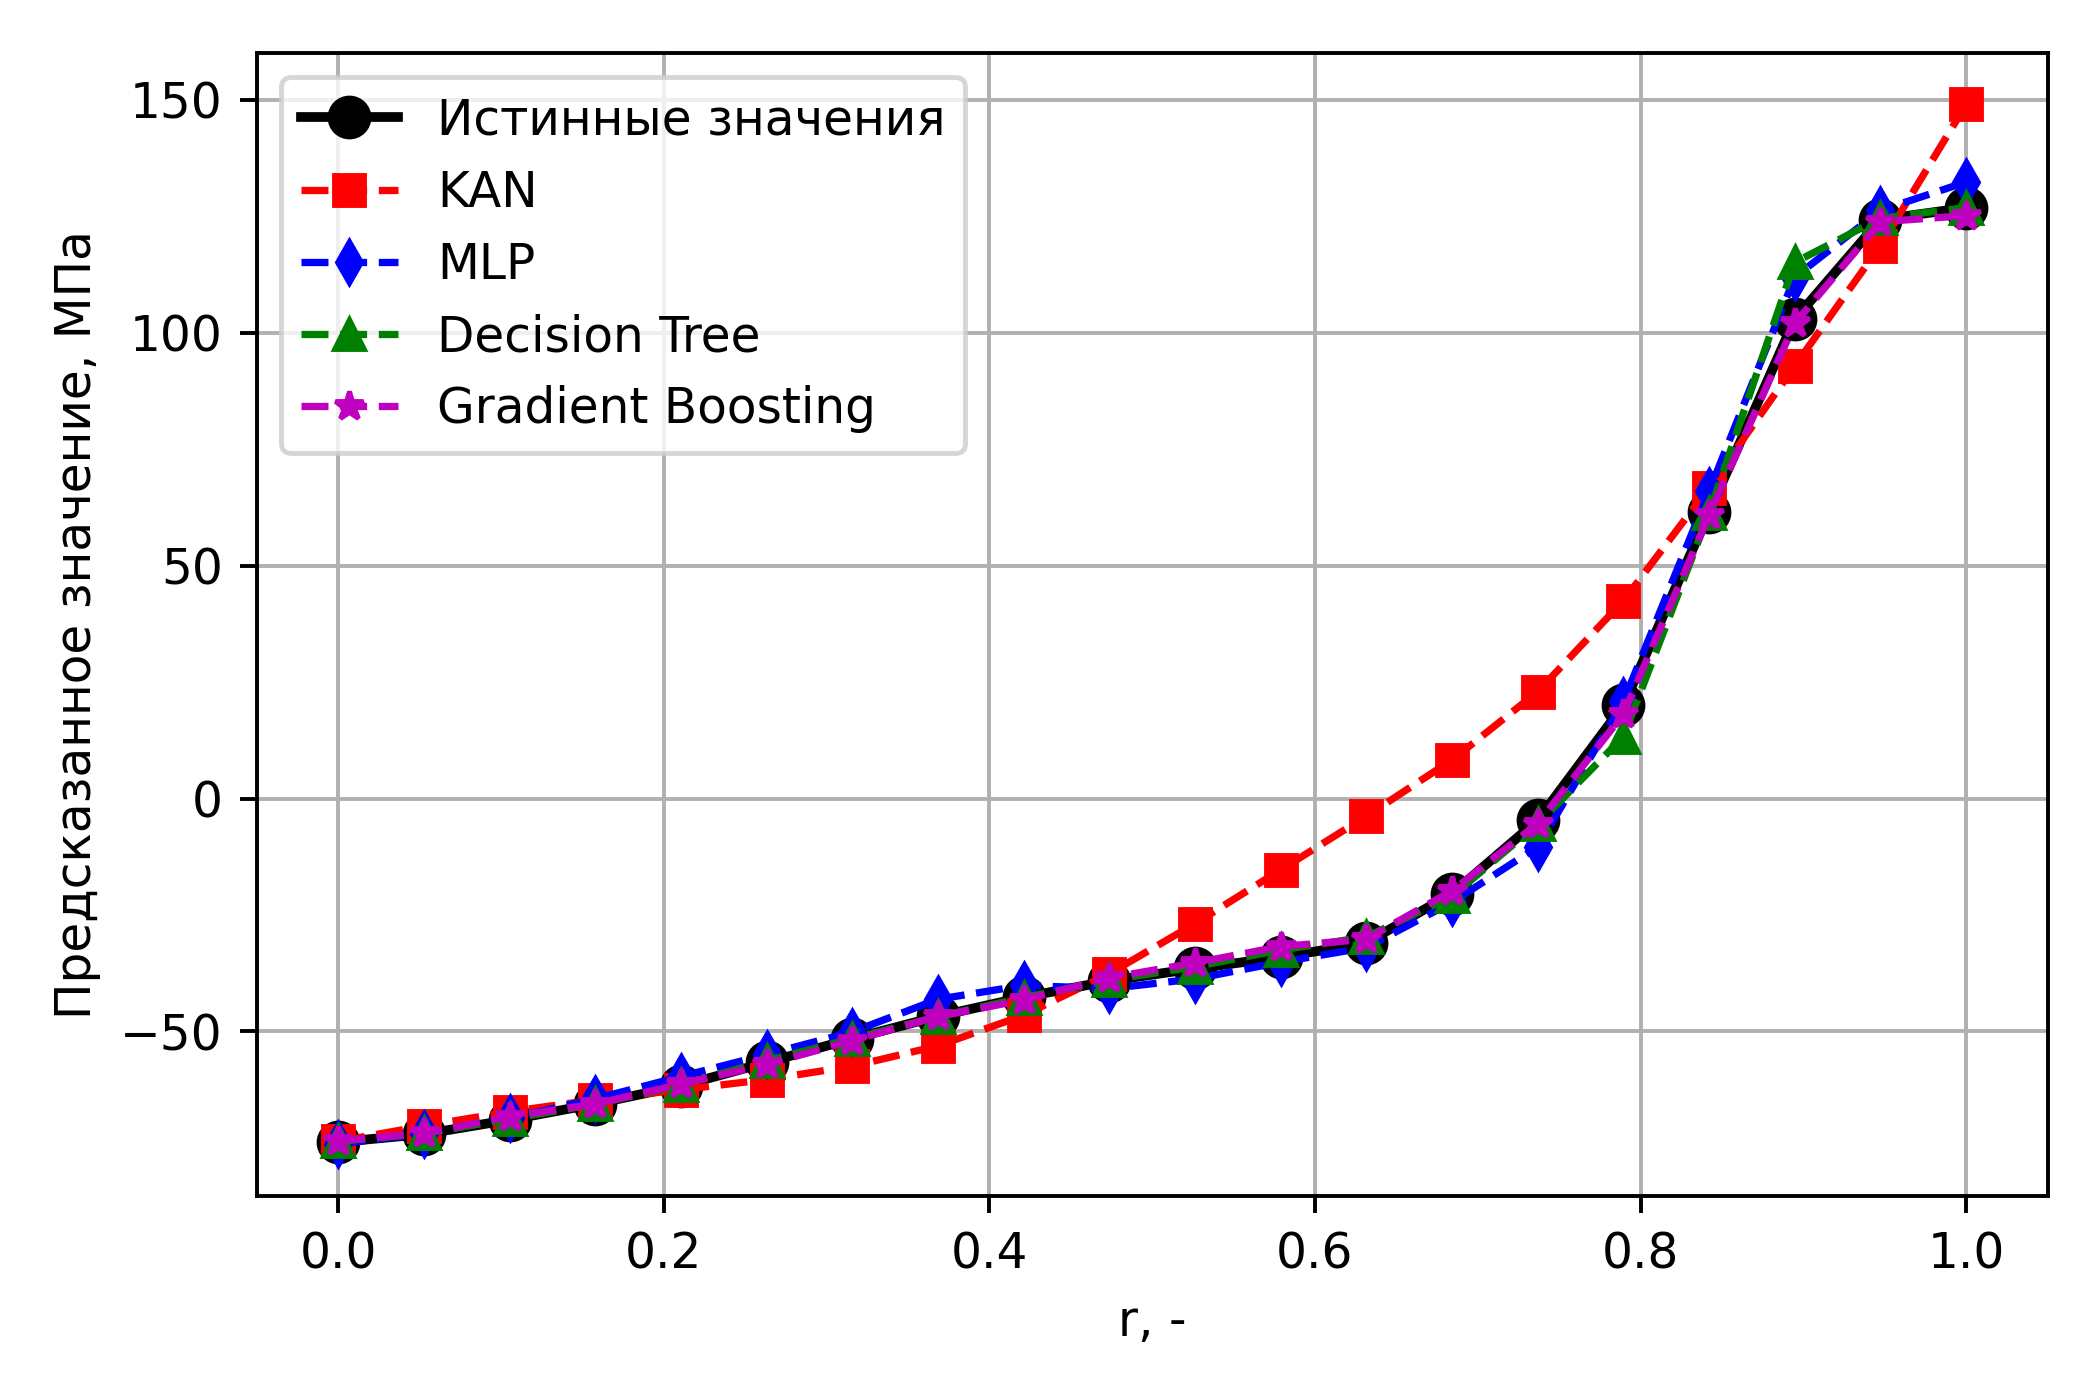 Предсказанное значение, МПа
150
100
50
0
−50
Истинные значения
KAN
MLP
Decision Tree
Gradient Boosting
0.0 0.2 0.4 0.6 0.8 1.0
r, -